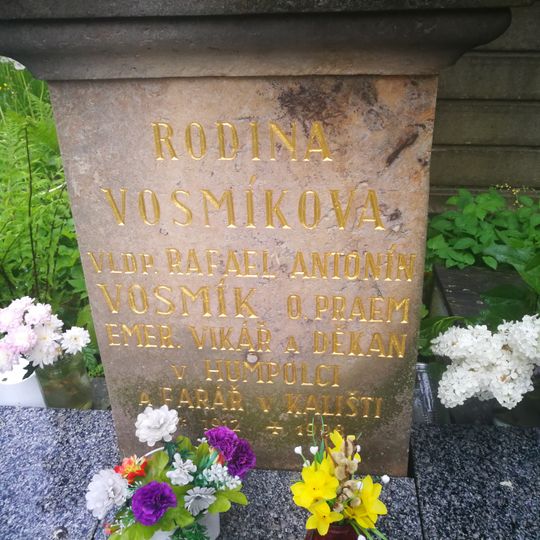 RODINA
VOSMÍKOVA
VLDP. RAFAEL ANTONÍN
VOSMÍK O. PRAEM
EMER. VIKÁŘ A DĚKAN
V HUMPOLCI
A FARÁŘ V KALIŠTI